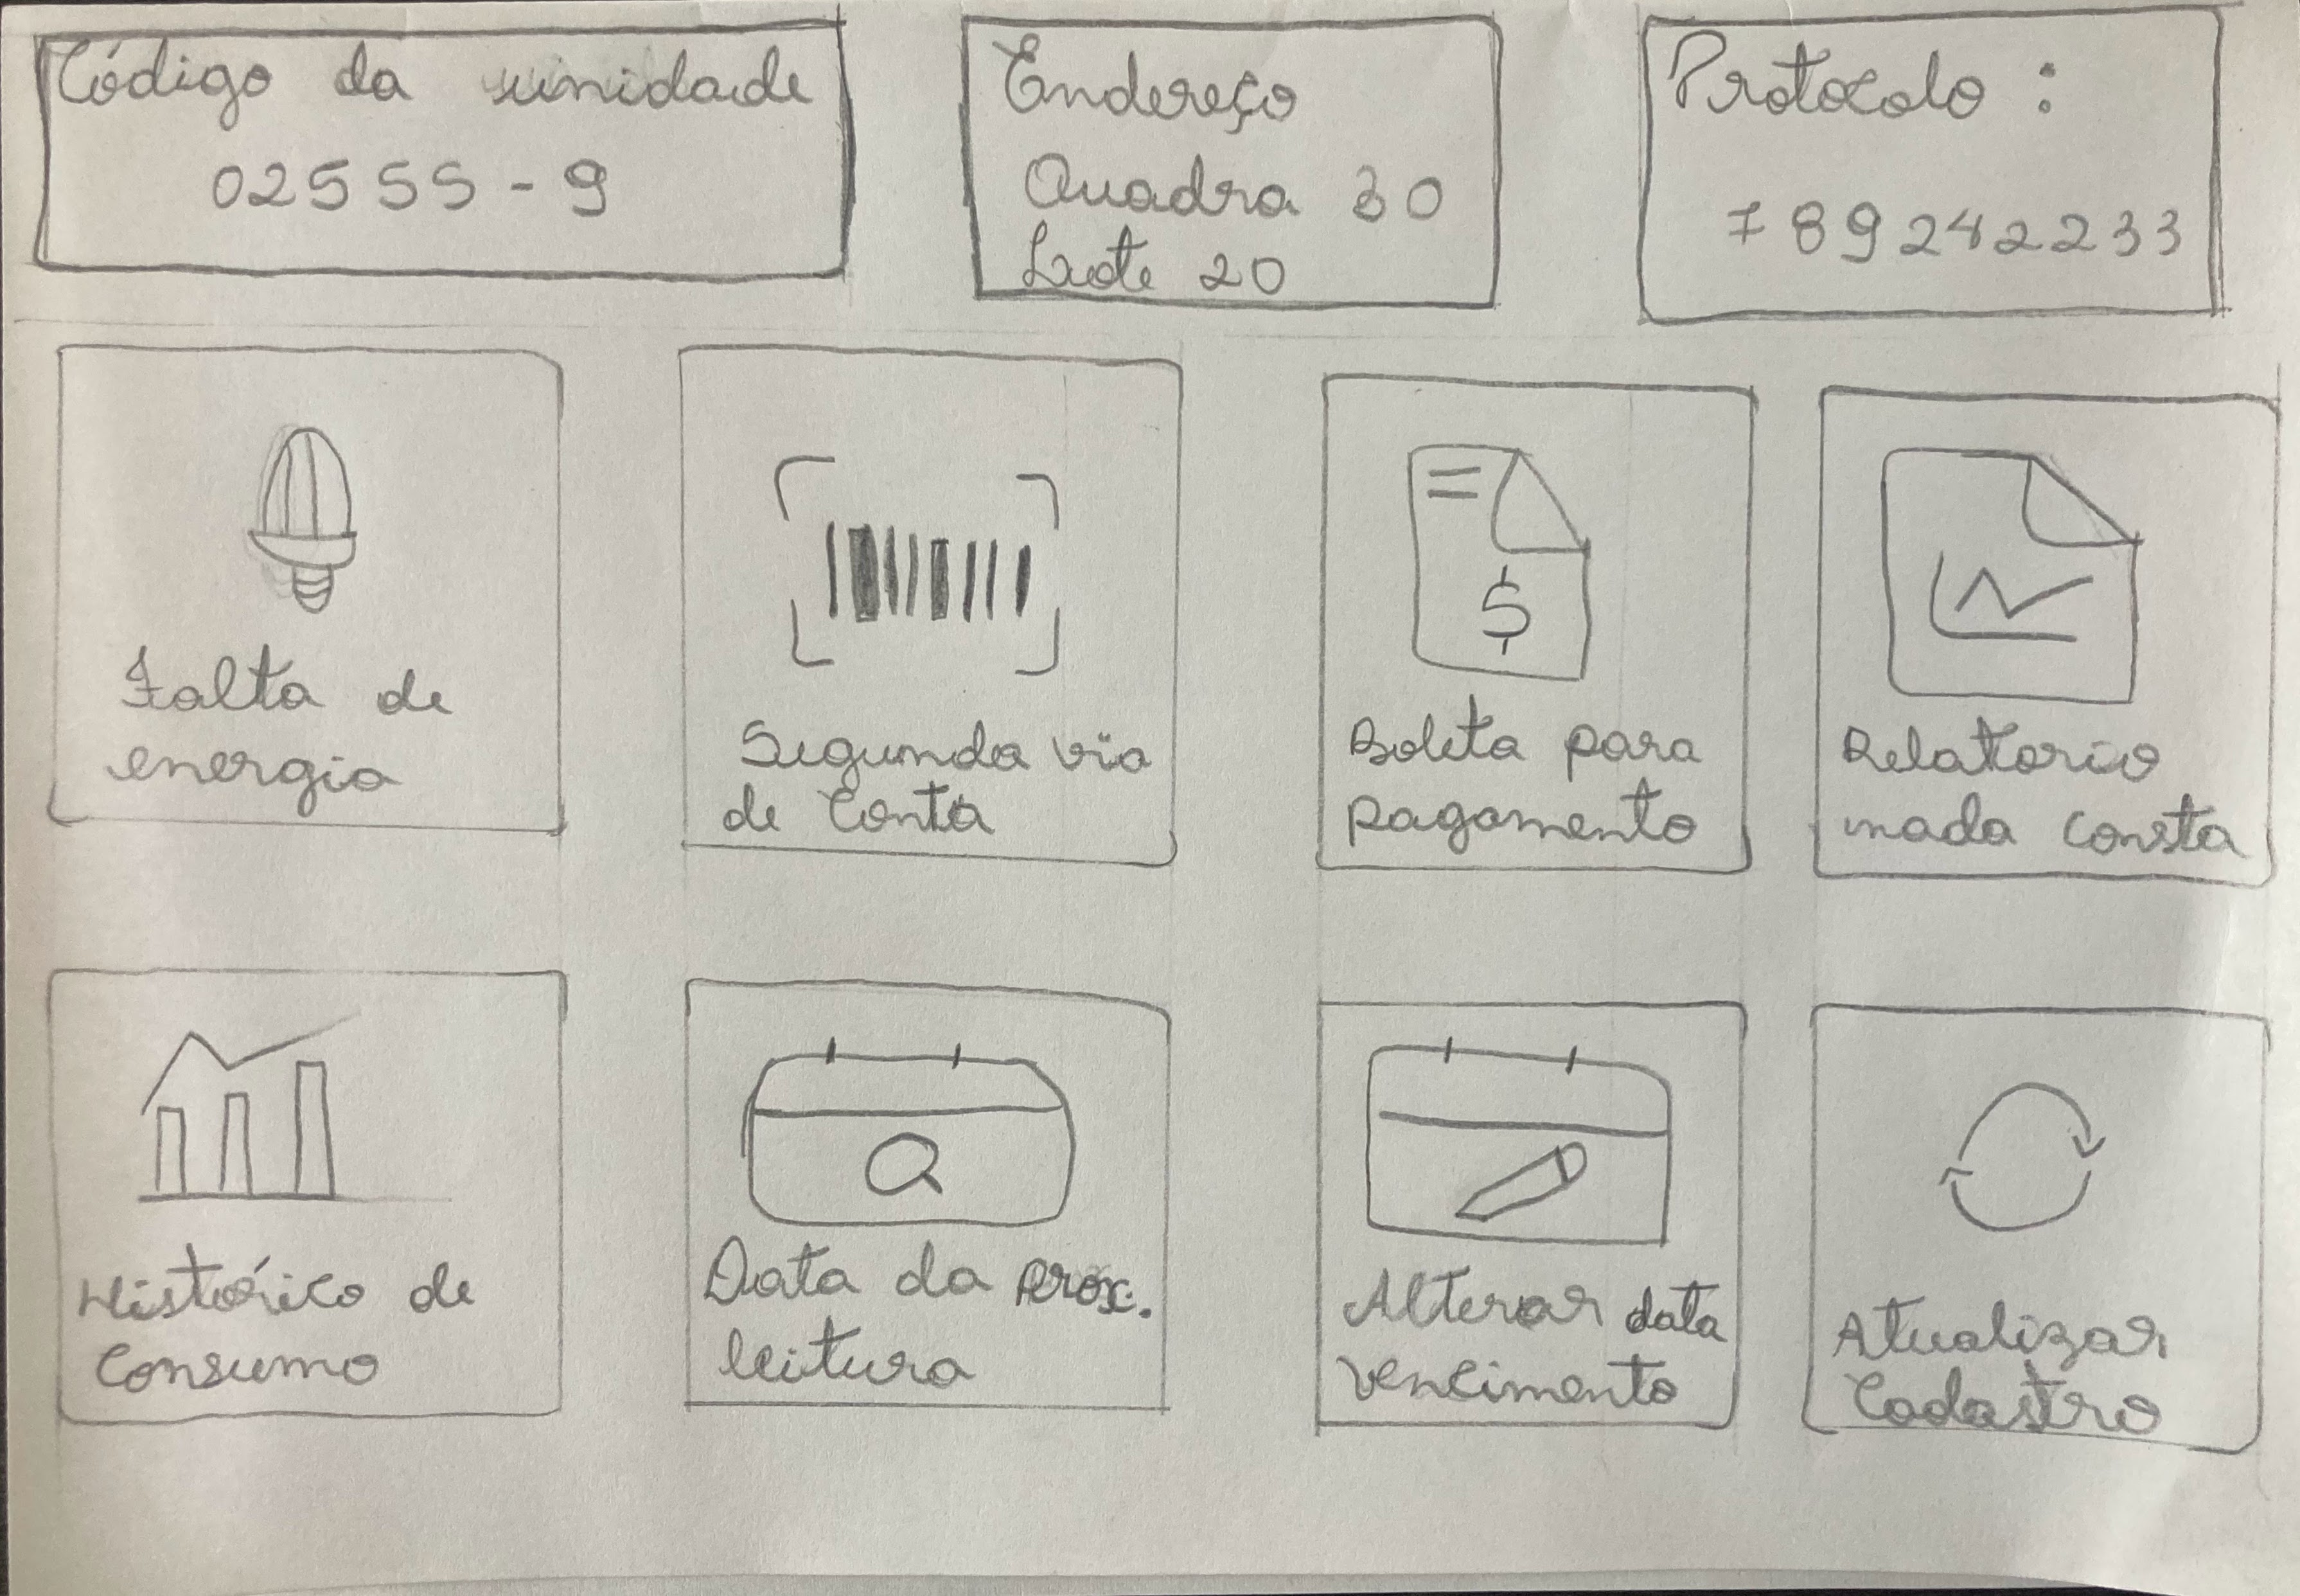 Código da unidade
02555-9
Endereço
Quadra 30
Lote 20
Protocolo:
789242233
Falta de
energia
Segunda via
de Conta
Boleta para
pagamento
$
Relatorio
nada consta
Histórico de
Consumo
Data da prox.
leitura
Alterar data
vencimento
Atualizar
Cadastro